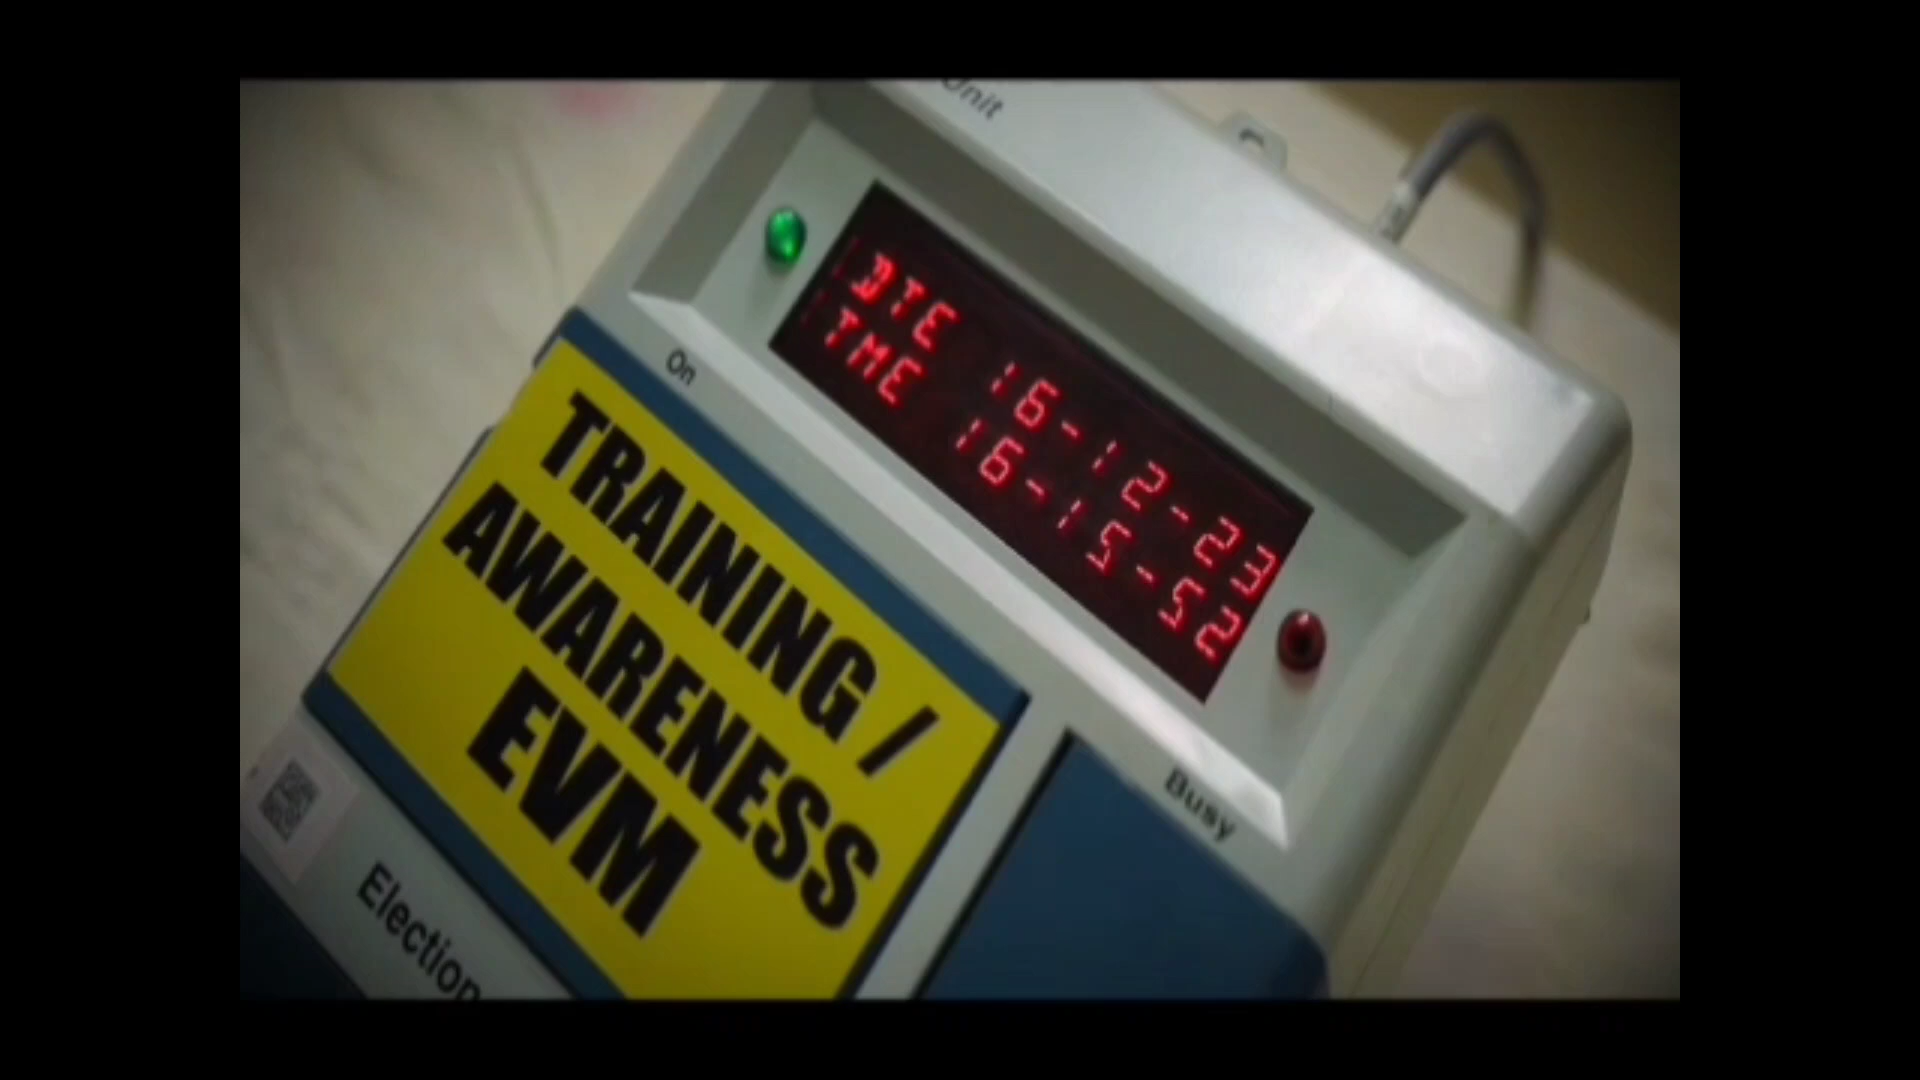 Unit
DTE 16-12-23
TME 16-15-52
On
TRAINING /
AWARENESS
EVM
Busy
Election